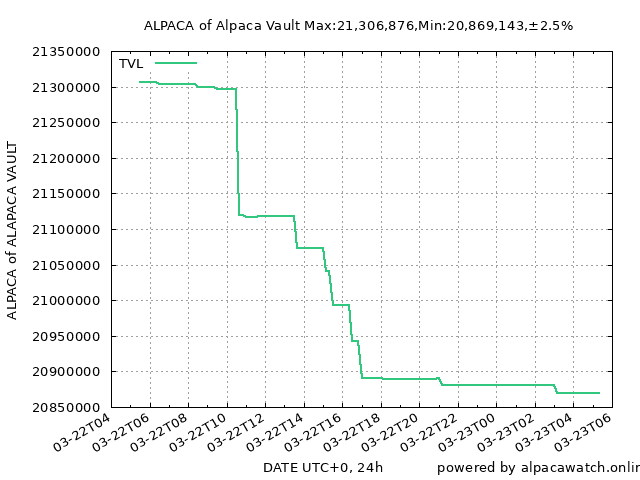 ALPACA of Alpaca Vault Max:21,306,876,Min:20,869,143,±2.5%
TVL
21350000
21300000
21250000
21200000
21150000
21100000
21050000
21000000
20950000
20900000
20850000
ALPACA of ALAPACA VAULT
03-22T04
03-22T06
03-22T08
03-22T10
03-22T12
03-22T14
03-22T16
03-22T18
03-22T20
03-22T22
03-23T00
03-23T02
03-23T04
03-23T06
DATE UTC+0, 24h
powered by alpacawatch.onlin